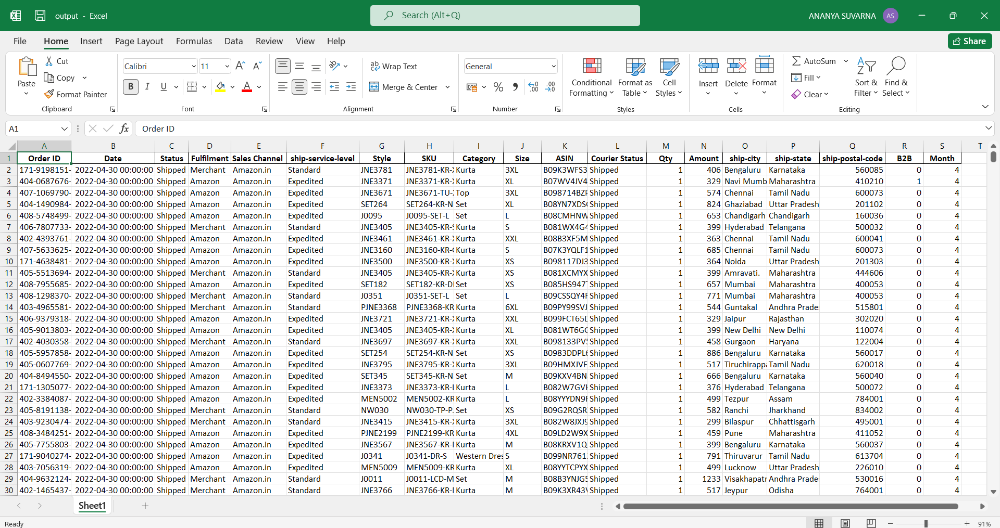 output - Excel
Search (Alt+Q)
ANANYA SUVARNA AS
File Home Insert Page Layout Formulas Data Review View Help Share
Paste Cut Copy Format Painter Clipboard
Calibri 11 B I U A Font
Wrap Text Merge & Center Alignment
General % Number
Conditional Formatting Format as Table Cell Styles Styles
Insert Delete Format Cells
AutoSum Fill Clear Sort & Filter Find & Select Editing
A1 fx Order ID
A B C D E F G H I J K L M N O P Q R S T
1 Order ID Date Status Fulfilment Sales Channel ship-service-level Style SKU Category Size ASIN Courier Status Qty Amount ship-city ship-state ship-postal-code B2B Month
2 171-9198151- 2022-04-30 00:00:00 Shipped Merchant Amazon.in Standard JNE3781 JNE3781-KR- Kurta 3XL B09K3WFS3 Shipped 1 406 Bengaluru Karnataka 560085 0 4
3 404-0687676- 2022-04-30 00:00:00 Shipped Amazon Amazon.in Expedited JNE3371 JNE3371-KR- Kurta XL B07WV4JV4 Shipped 1 329 Navi Mumb Maharashtra 410210 1 4
4 407-1069790- 2022-04-30 00:00:00 Shipped Amazon Amazon.in Expedited JNE3671 JNE3671-TU- Top 3XL B098714BZ Shipped 1 574 Chennai Tamil Nadu 600073 0 4
5 404-1490984- 2022-04-30 00:00:00 Shipped Amazon Amazon.in Expedited SET264 SET264-KR-N Set XL B08YN7XDS Shipped 1 824 Ghaziabad Uttar Pradesh 201102 0 4
6 408-5748499- 2022-04-30 00:00:00 Shipped Amazon Amazon.in Expedited J0095 J0095-SET-L Set L B08CMHNW Shipped 1 653 Chandigarh Chandigarh 160036 0 4
7 406-7807733- 2022-04-30 00:00:00 Shipped Merchant Amazon.in Standard JNE3405 JNE3405-KR- Kurta S B081WX4G4 Shipped 1 399 Hyderabad Telangana 500032 0 4
8 402-4393761- 2022-04-30 00:00:00 Shipped Amazon Amazon.in Expedited JNE3461 JNE3461-KR- Kurta XXL B08B3XF5M Shipped 1 363 Chennai Tamil Nadu 600041 0 4
9 407-5633625- 2022-04-30 00:00:00 Shipped Amazon Amazon.in Expedited JNE3160 JNE3160-KR- Kurta S B07K3YQLF1 Shipped 1 685 Chennai Tamil Nadu 600073 0 4
10 171-4638481- 2022-04-30 00:00:00 Shipped Amazon Amazon.in Expedited JNE3500 JNE3500-KR- Kurta XS B098117DJ3 Shipped 1 364 Noida Uttar Pradesh 201303 0 4
11 405-5513694- 2022-04-30 00:00:00 Shipped Merchant Amazon.in Standard JNE3405 JNE3405-KR- Kurta XS B081XCMYX Shipped 1 399 Amravati. Maharashtra 444606 0 4
12 408-7955685- 2022-04-30 00:00:00 Shipped Amazon Amazon.in Expedited SET182 SET182-KR-D Set XS B085HS947 Shipped 1 657 Mumbai Maharashtra 400053 0 4
13 408-1298370- 2022-04-30 00:00:00 Shipped Merchant Amazon.in Standard J0351 J0351-SET-L Set L B09CSSQY4 Shipped 1 771 Mumbai Maharashtra 400053 0 4
14 403-4965581- 2022-04-30 00:00:00 Shipped Merchant Amazon.in Standard PJNE3368 PJNE3368-KR Kurta 6XL B09PY99SVJ Shipped 1 544 Guntakal Andhra Prade 515801 0 4
15 406-9379318- 2022-04-30 00:00:00 Shipped Amazon Amazon.in Expedited JNE3721 JNE3721-KR- Kurta XXL B099FCT65 Shipped 1 329 Jaipur Rajasthan 302020 0 4
16 405-9013803- 2022-04-30 00:00:00 Shipped Amazon Amazon.in Expedited JNE3405 JNE3405-KR- Kurta XL B081WT6G Shipped 1 399 New Delhi New Delhi 110074 0 4
17 402-4030358- 2022-04-30 00:00:00 Shipped Merchant Amazon.in Standard JNE3697 JNE3697-KR- Kurta XXL B098133PV Shipped 1 458 Gurgaon Haryana 122004 0 4
18 405-5957858- 2022-04-30 00:00:00 Shipped Amazon Amazon.in Expedited SET254 SET254-KR-N Set XS B0983DDPL Shipped 1 886 Bengaluru Karnataka 560017 0 4
19 405-0607769- 2022-04-30 00:00:00 Shipped Amazon Amazon.in Expedited JNE3795 JNE3795-KR- Kurta 3XL B09HMXJVF Shipped 1 517 Tiruchirapp Tamil Nadu 620018 0 4
20 404-8494550- 2022-04-30 00:00:00 Shipped Amazon Amazon.in Expedited SET345 SET345-KR-N Set M B09KXV4BN Shipped 1 666 Bengaluru Karnataka 560040 0 4
21 171-1305077- 2022-04-30 00:00:00 Shipped Amazon Amazon.in Expedited JNE3373 JNE3373-KR- Kurta L B082W7GV Shipped 1 376 Hyderabad Telangana 500072 0 4
22 402-3384087- 2022-04-30 00:00:00 Shipped Amazon Amazon.in Expedited MEN5002 MEN5002-KR Kurta L B08YYYDN9 Shipped 1 499 Tezpur Assam 784001 0 4
23 405-8191138- 2022-04-30 00:00:00 Shipped Merchant Amazon.in Standard NW030 NW030-TP-P Set XS B09G2RQSR Shipped 1 582 Ranchi Jharkhand 834002 0 4
24 403-9230474- 2022-04-30 00:00:00 Shipped Merchant Amazon.in Standard JNE3415 JNE3415-KR- Kurta 3XL B082W8JXJ9 Shipped 1 299 Bilaspur Chhattisgarh 495001 0 4
25 408-3484251- 2022-04-30 00:00:00 Shipped Amazon Amazon.in Expedited PJNE2199 PJNE2199-KR Kurta 4XL B09LD2W9X Shipped 1 459 Pune Maharashtra 411052 0 4
26 405-7755803- 2022-04-30 00:00:00 Shipped Amazon Amazon.in Expedited JNE3567 JNE3567-KR- Kurta M B08KRXV1Q Shipped 1 399 Bengaluru Karnataka 560037 0 4
27 171-9040274- 2022-04-30 00:00:00 Shipped Amazon Amazon.in Expedited J0341 J0341-DR-S Western Dres S B099NR761 Shipped 1 791 Thiruvarur Tamil Nadu 613704 0 4
28 403-7056319- 2022-04-30 00:00:00 Shipped Amazon Amazon.in Expedited MEN5009 MEN5009-KR Kurta XL B08YYTCPYX Shipped 1 499 Lucknow Uttar Pradesh 226010 0 4
29 404-9632124- 2022-04-30 00:00:00 Shipped Merchant Amazon.in Standard J0011 J0011-LCD-M Set M B08B3YNJG5 Shipped 1 1233 Visakhapat Andhra Prade 530016 0 4
30 402-1465437- 2022-04-30 00:00:00 Shipped Merchant Amazon.in Standard JNE3766 JNE3766-KR- Kurta M B09K3XR43 Shipped 1 517 Jeypur Odisha 764001 0 4
Sheet1
Ready 91%